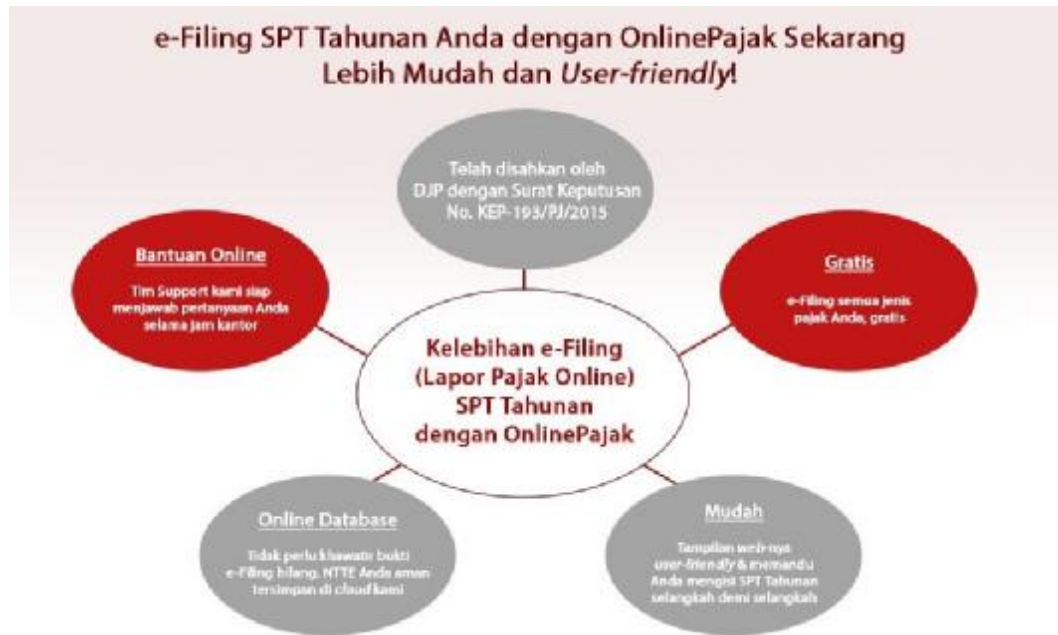 e-Filing SPT Tahunan Anda dengan OnlinePajak Sekarang
Lebih Mudah dan User-friendly!
Telah disahkan oleh
DJP dengan Surat Keputusan
No. KEP-193/PJ/2015
Bantuan Online
Tim Support kami siap
menjawab pertanyaan Anda
selama jam kantor
Gratis
e-Filing semua jenis
pajak Anda, gratis
Kelebihan e-Filing
(Lapor Pajak Online)
SPT Tahunan
dengan OnlinePajak
Online Database
Tidak perlu khawatir bukti
e-Filing hilang, NTTE Anda aman
tersimpan di cloud kami
Mudah
Tampilan web-nya
user-friendly & memandu
Anda mengisi SPT Tahunan
selangkah demi selangkah